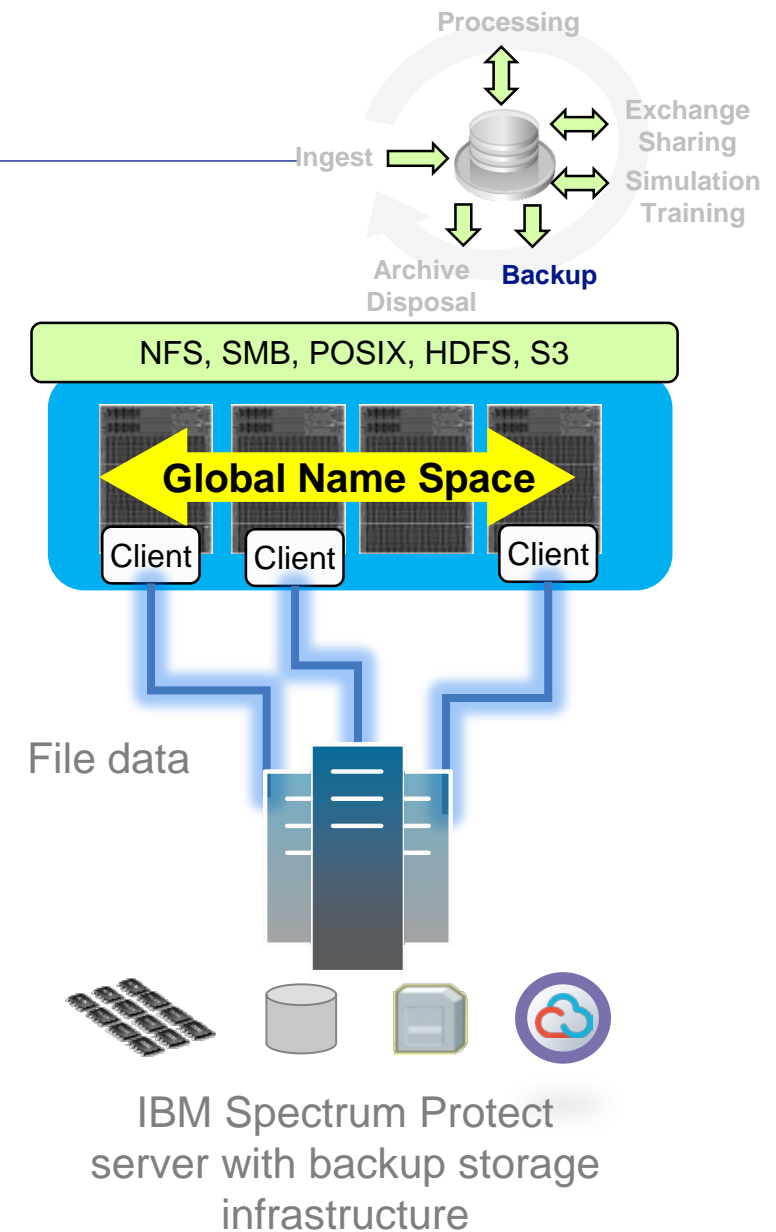 Processing
Exchange
Sharing
Ingest
Simulation
Training
Archive
Disposal
Backup
NFS, SMB, POSIX, HDFS, S3
Global Name Space
Client
Client
Client
File data
IBM Spectrum Protect
server with backup storage
infrastructure